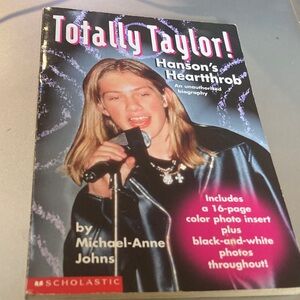 Totally Taylor!
Hanson's
Heartthrob
An unauthorized
biography
Includes
a 16-page
color photo insert
plus
black-and-white
photos
throughout!
by
Michael-Anne
Johns
SCHOLASTIC